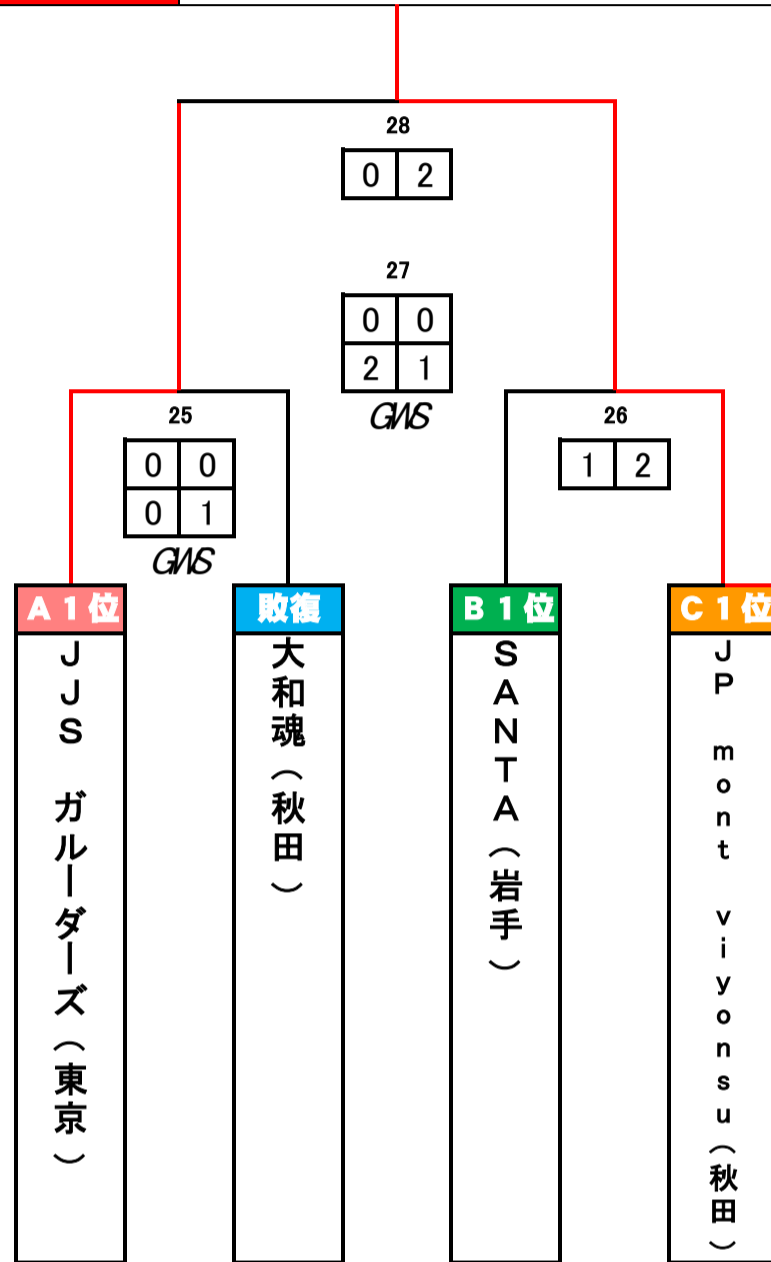 28
0 2
27
0 0
2 1
GWS
25
0 0
0 1
GWS
26
1 2
A1位
敗復
B1位
C1位
JJS ガルーダーズ(東京)
大和魂(秋田)
SANTA(岩手)
JP mont viyonsu(秋田)